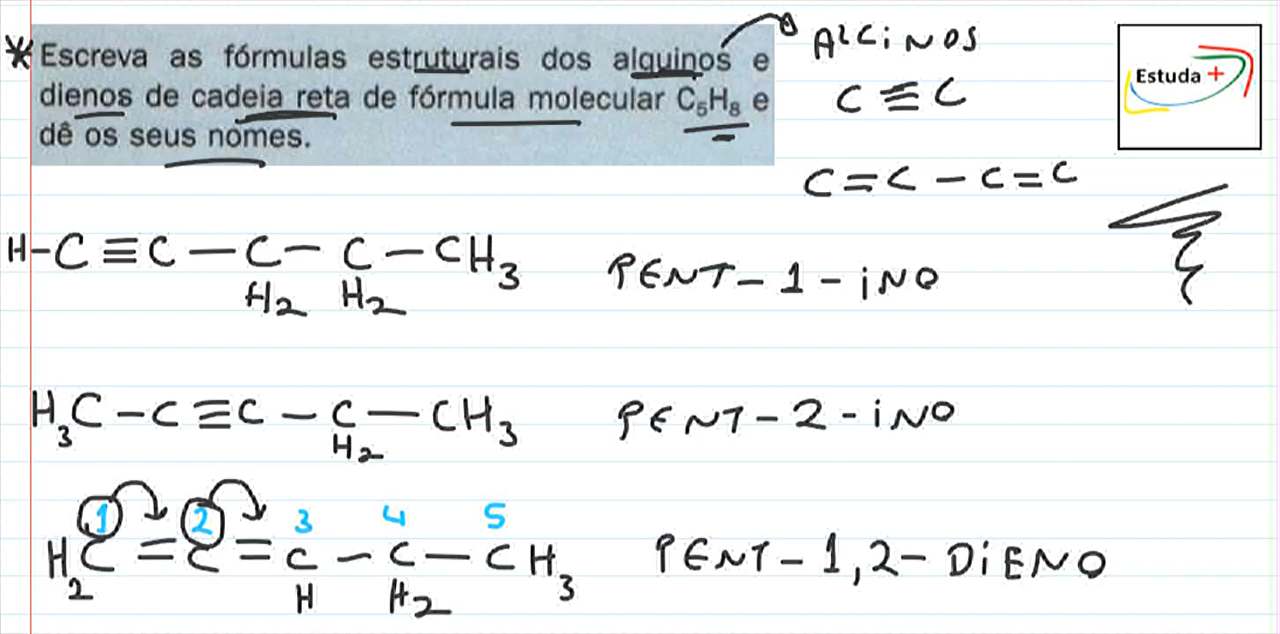 * Escreva as fórmulas estruturais dos alquinos e
dienos de cadeia reta de fórmula molecular C₅H₈ e
dê os seus nomes.
ALCiNOS
C≡C
C=C-C=C
Estuda +
H-C≡C-C-C-CH₃
H₂ H₂
PENT-1-iNO
H₃C-C≡C-C-CH₃
H₂
PENT-2-iNO
1 2 3 4 5
H₂C=C=C-C-CH₃
H H₂
PENT-1,2-DiENO